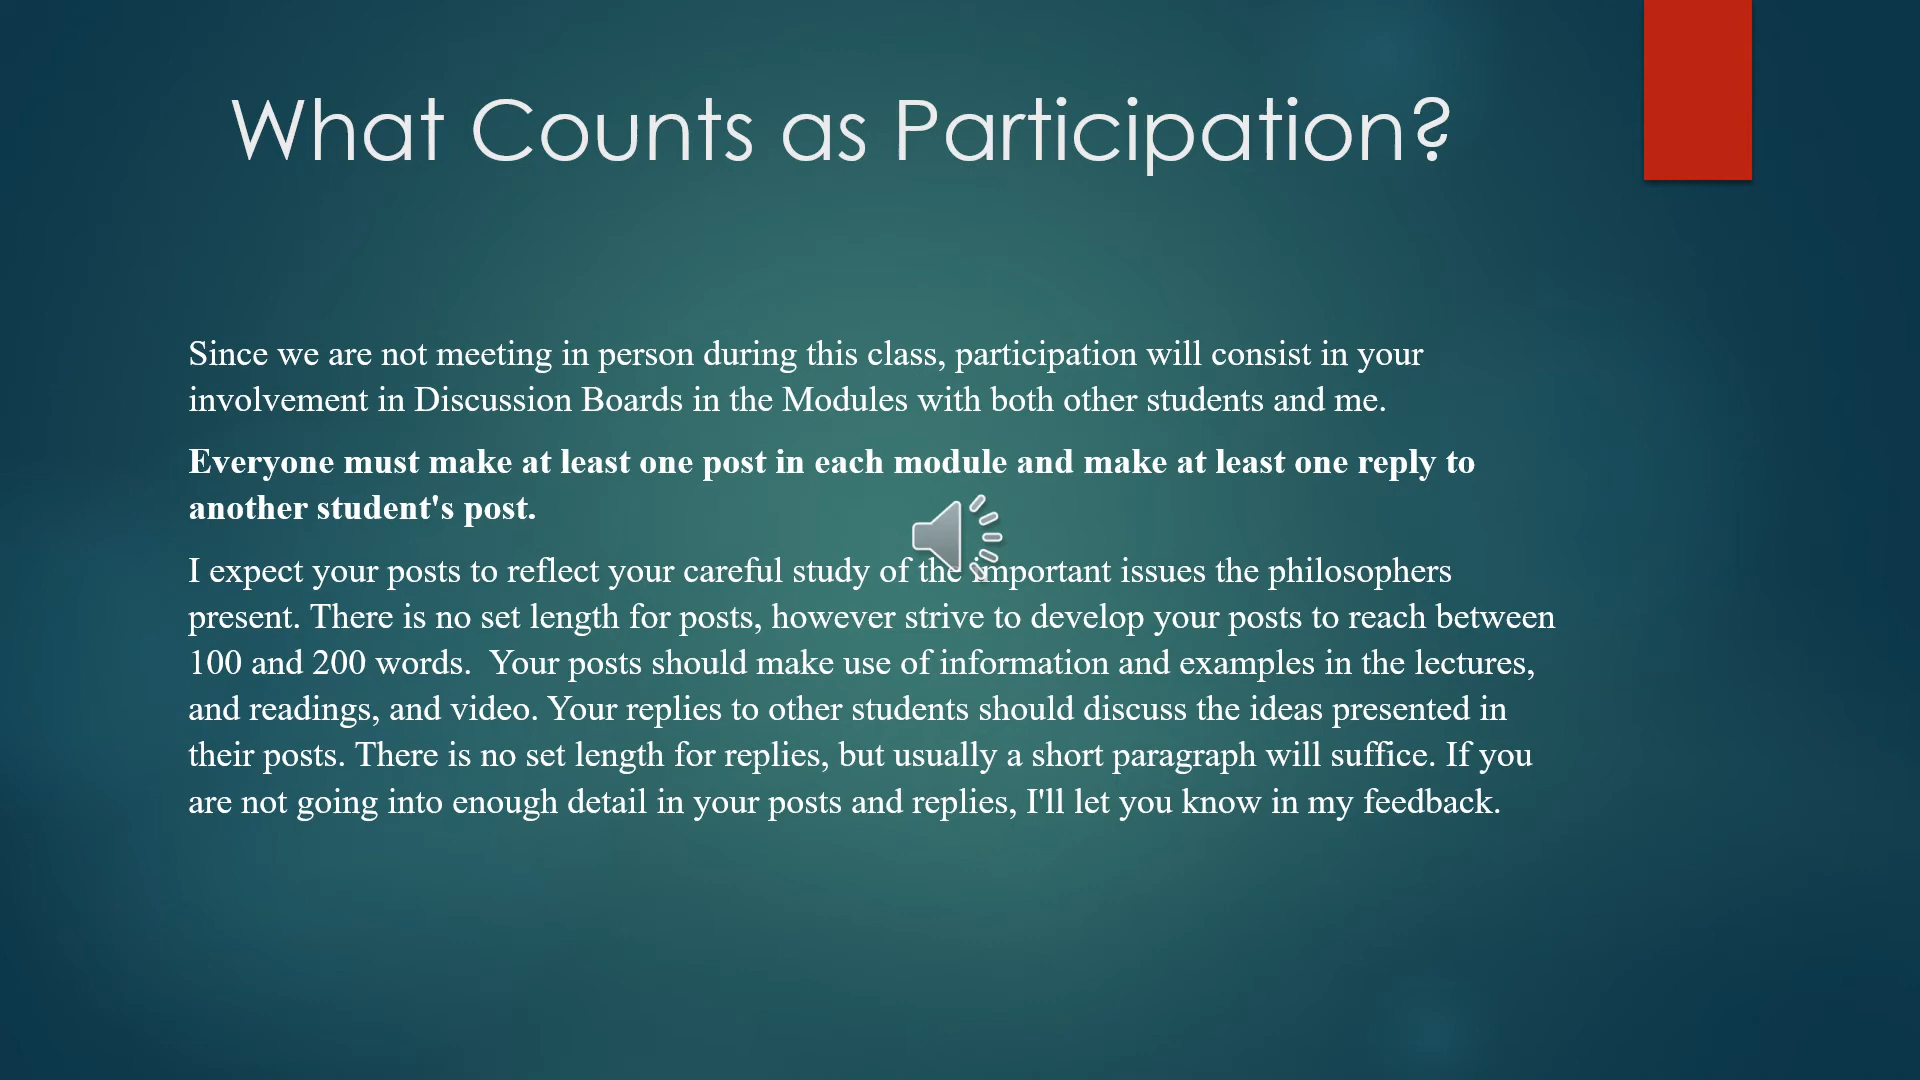 What Counts as Participation?
Since we are not meeting in person during this class, participation will consist in your
involvement in Discussion Boards in the Modules with both other students and me.
Everyone must make at least one post in each module and make at least one reply to
another student's post.
I expect your posts to reflect your careful study of the important issues the philosophers
present. There is no set length for posts, however strive to develop your posts to reach between
100 and 200 words.  Your posts should make use of information and examples in the lectures,
and readings, and video. Your replies to other students should discuss the ideas presented in
their posts. There is no set length for replies, but usually a short paragraph will suffice. If you
are not going into enough detail in your posts and replies, I'll let you know in my feedback.